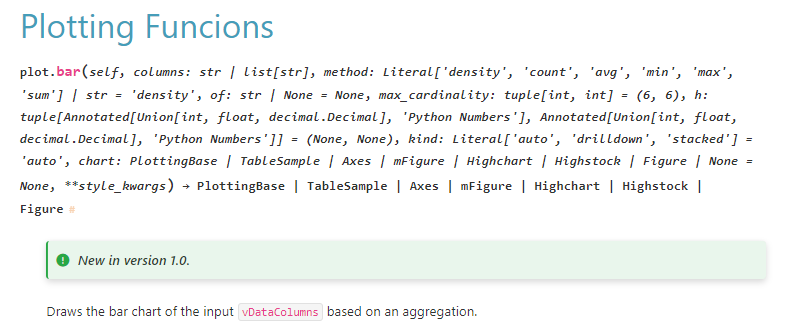 Plotting Funcions
plot.bar(self, columns: str | list[str], method: Literal['density', 'count', 'avg', 'min', 'max',
'sum'] | str = 'density', of: str | None = None, max_cardinality: tuple[int, int] = (6, 6), h:
tuple[Annotated[Union[int, float, decimal.Decimal], 'Python Numbers'], Annotated[Union[int, float,
decimal.Decimal], 'Python Numbers']] = (None, None), kind: Literal['auto', 'drilldown', 'stacked'] =
'auto', chart: PlottingBase | TableSample | Axes | mFigure | Highchart | Highstock | Figure | None =
None, **style_kwargs) → PlottingBase | TableSample | Axes | mFigure | Highchart | Highstock |
Figure #
New in version 1.0.
Draws the bar chart of the input vDataColumns based on an aggregation.